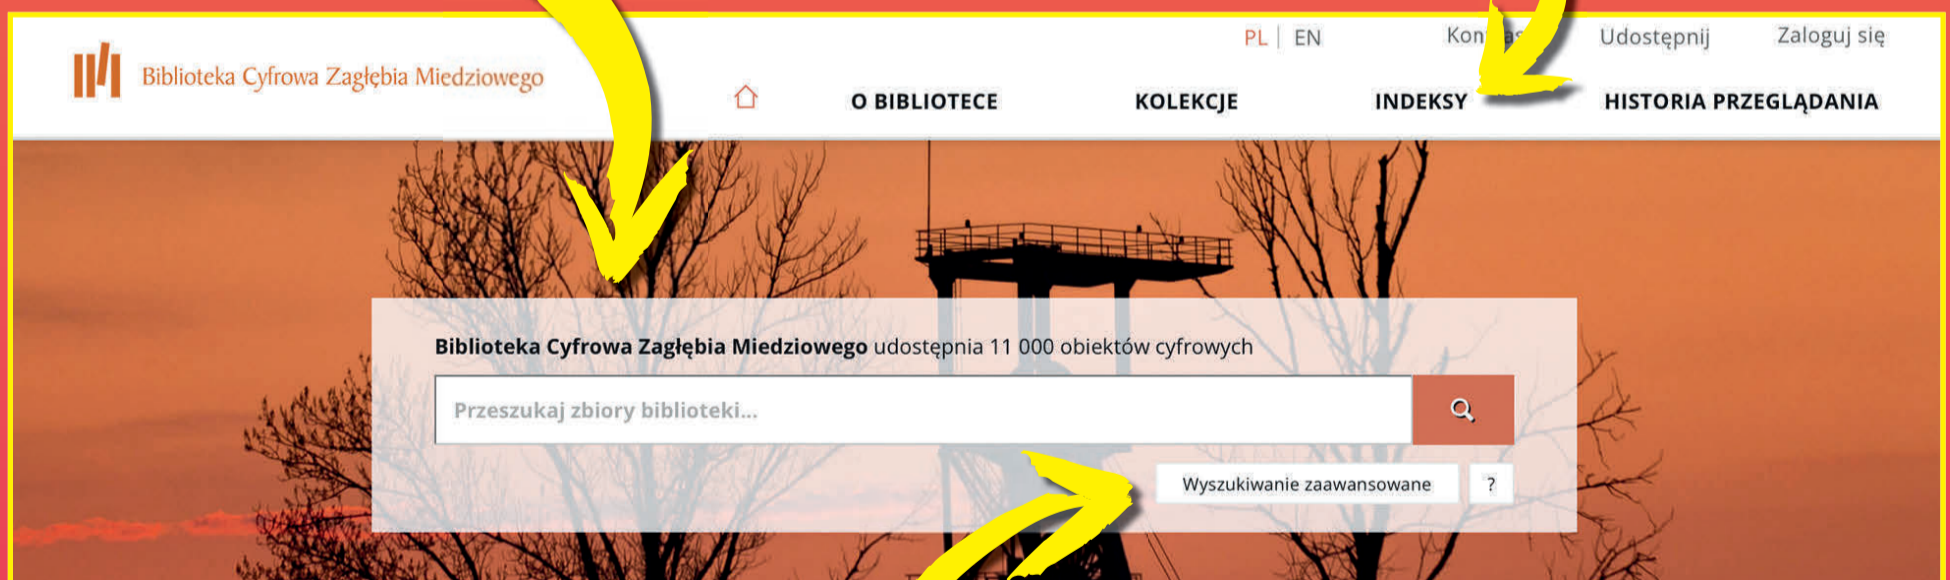 PL | EN
Udostępnij
Zaloguj się
Biblioteka Cyfrowa Zagłębia Miedziowego
O BIBLIOTECE
KOLEKCJE
INDEKSY
HISTORIA PRZEGLĄDANIA
Biblioteka Cyfrowa Zagłębia Miedziowego udostępnia 11 000 obiektów cyfrowych
Przeszukaj zbiory biblioteki...
Wyszukiwanie zaawansowane
?